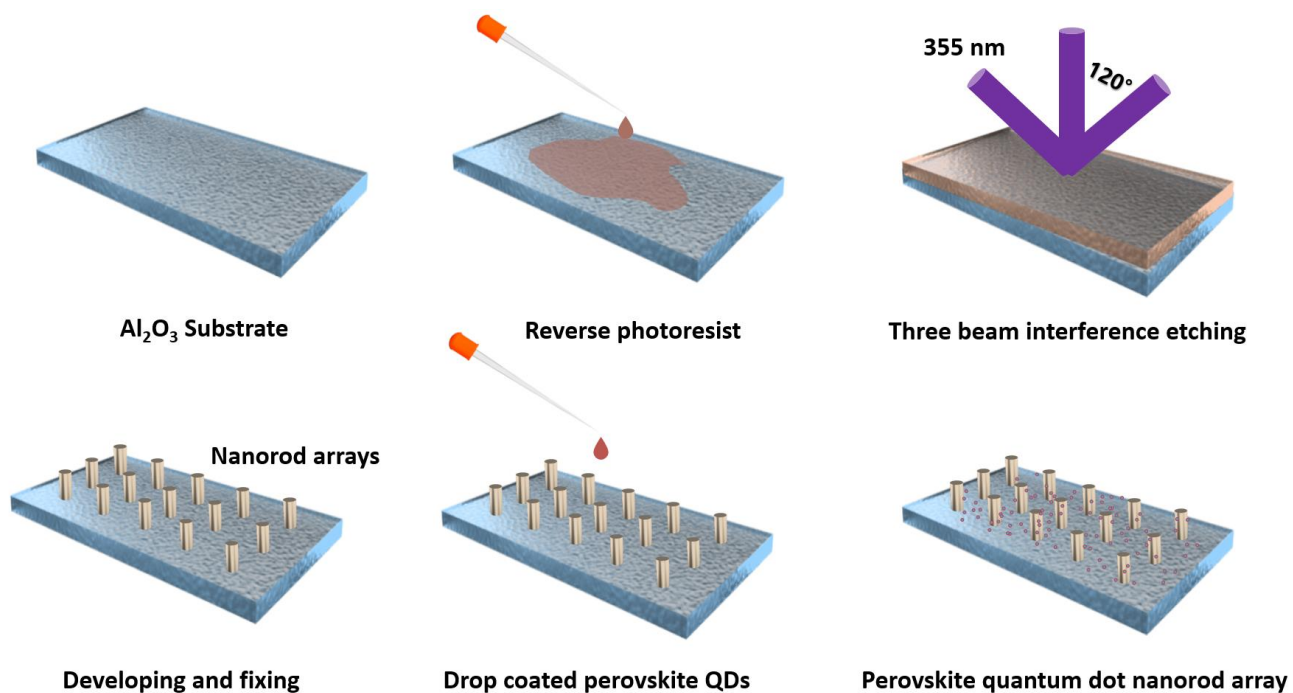 355 nm
120°
Al₂O₃ Substrate
Reverse photoresist
Three beam interference etching
Nanorod arrays
Developing and fixing
Drop coated perovskite QDs
Perovskite quantum dot nanorod array